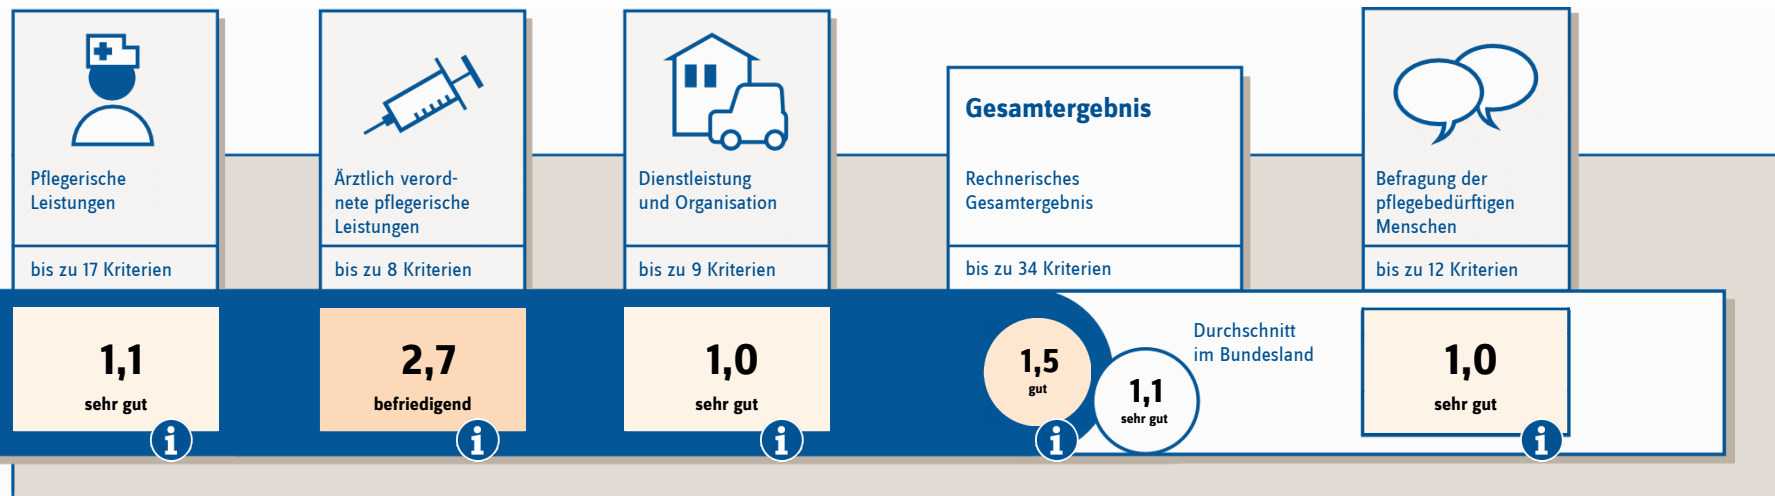 Pflegerische
Leistungen
bis zu 17 Kriterien
1,1
sehr gut
i
Ärztlich verord-
nete pflegerische
Leistungen
bis zu 8 Kriterien
2,7
befriedigend
i
Dienstleistung
und Organisation
bis zu 9 Kriterien
1,0
sehr gut
i
Gesamtergebnis
Rechnerisches
Gesamtergebnis
bis zu 34 Kriterien
1,5
gut
i
1,1
sehr gut
Durchschnitt
im Bundesland
Befragung der
pflegebedürftigen
Menschen
bis zu 12 Kriterien
1,0
sehr gut
i